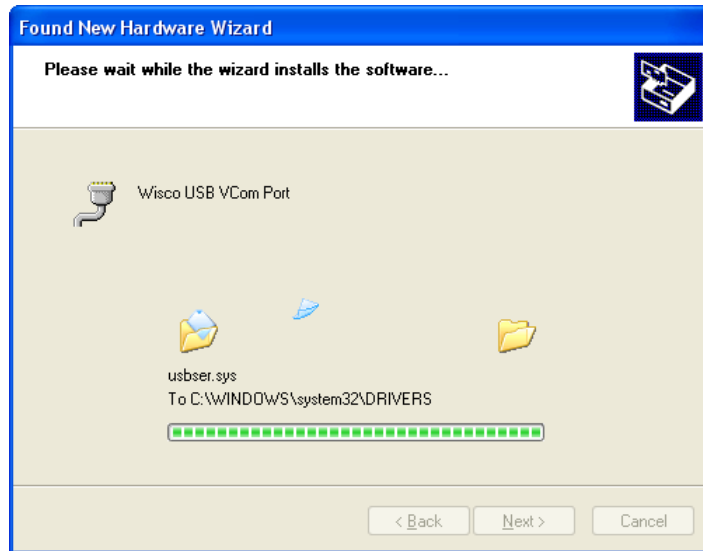 Found New Hardware Wizard
Please wait while the wizard installs the software...
Wisco USB VCom Port
usbser.sys
To C:\WINDOWS\system32\DRIVERS
< Back Next > Cancel